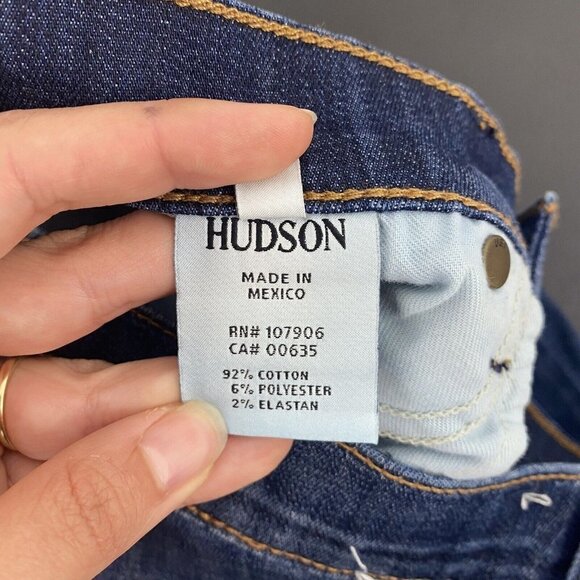 HUDSON
MADE IN
MEXICO
RN# 107906
CA# 00635
92% COTTON
6% POLYESTER
2% ELASTAN